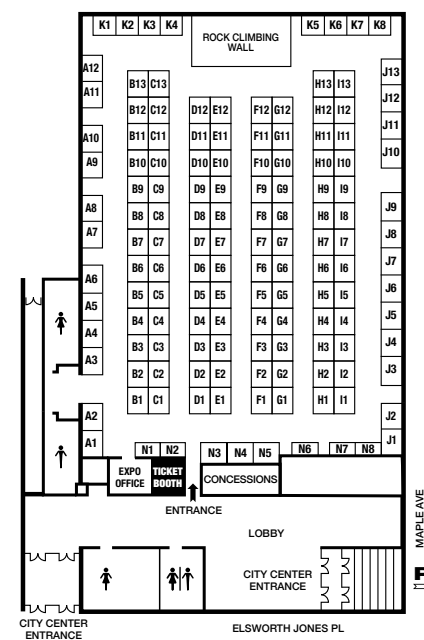 K1 K2 K3 K4
K5 K6 K7 K8
ROCK CLIMBING
WALL
A12
A11
A10
A9
A8
A7
A6
A5
A4
A3
A2
A1
B13 C13
B12 C12
B11 C11
B10 C10
B9 C9
B8 C8
B7 C7
B6 C6
B5 C5
B4 C4
B3 C3
B2 C2
B1 C1
D12 E12
D11 E11
D10 E10
D9 E9
D8 E8
D7 E7
D6 E6
D5 E5
D4 E4
D3 E3
D2 E2
D1 E1
F12 G12
F11 G11
F10 G10
F9 G9
F8 G8
F7 G7
F6 G6
F5 G5
F4 G4
F3 G3
F2 G2
F1 G1
H13 I13
H12 I12
H11 I11
H10 I10
H9 I9
H8 I8
H7 I7
H6 I6
H5 I5
H4 I4
H3 I3
H2 I2
H1 I1
J13
J12
J11
J10
J9
J8
J7
J6
J5
J4
J3
J2
J1
N1 N2
N3 N4 N5
N6 N7 N8
EXPO
OFFICE
TICKET
BOOTH
CONCESSIONS
ENTRANCE
LOBBY
CITY CENTER
ENTRANCE
MAPLE AVE
CITY CENTER
ENTRANCE
ELSWORTH JONES PL